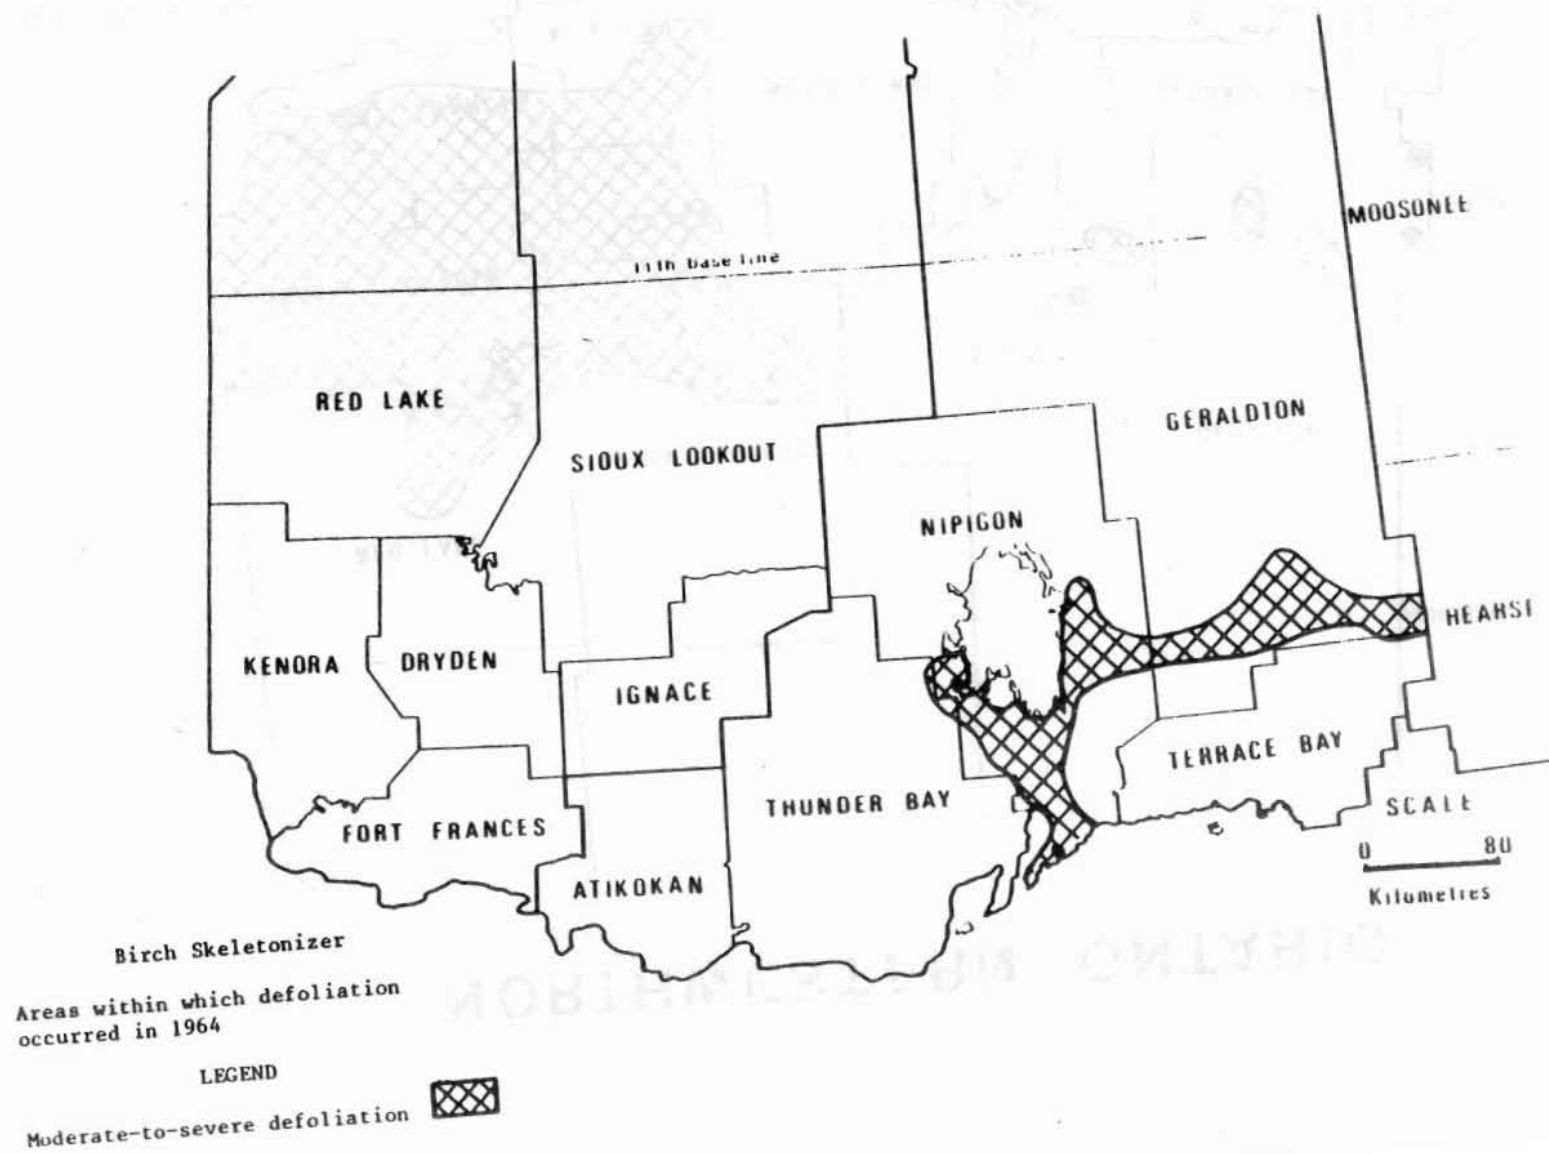 MOOSONEE
11th base line
RED LAKE
GERALDTON
SIOUX LOOKOUT
NIPIGON
HEARST
KENORA
DRYDEN
IGNACE
TERRACE BAY
THUNDER BAY
FORT FRANCES
ATIKOKAN
SCALE
0 80
Kilometres
Birch Skeletonizer
Areas within which defoliation
occurred in 1964
LEGEND
Moderate-to-severe defoliation
NORTHWESTERN ONTARIO